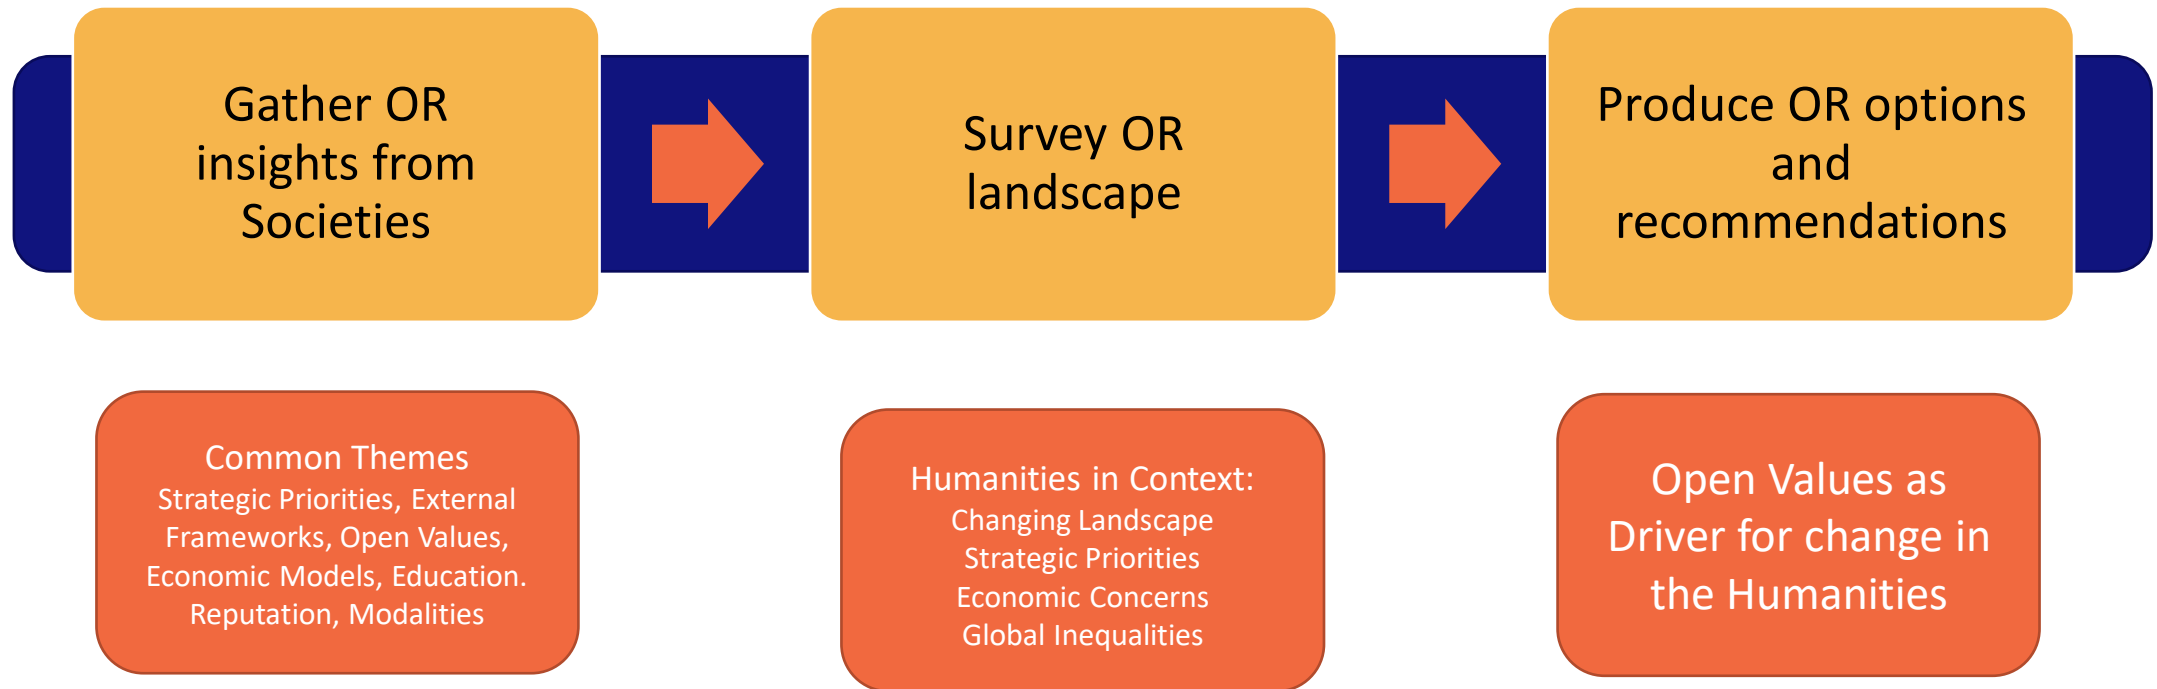 Gather OR
insights from
Societies
Survey OR
landscape
Produce OR options
and
recommendations
Common Themes
Strategic Priorities, External
Frameworks, Open Values,
Economic Models, Education.
Reputation, Modalities
Humanities in Context:
Changing Landscape
Strategic Priorities
Economic Concerns
Global Inequalities
Open Values as
Driver for change in
the Humanities